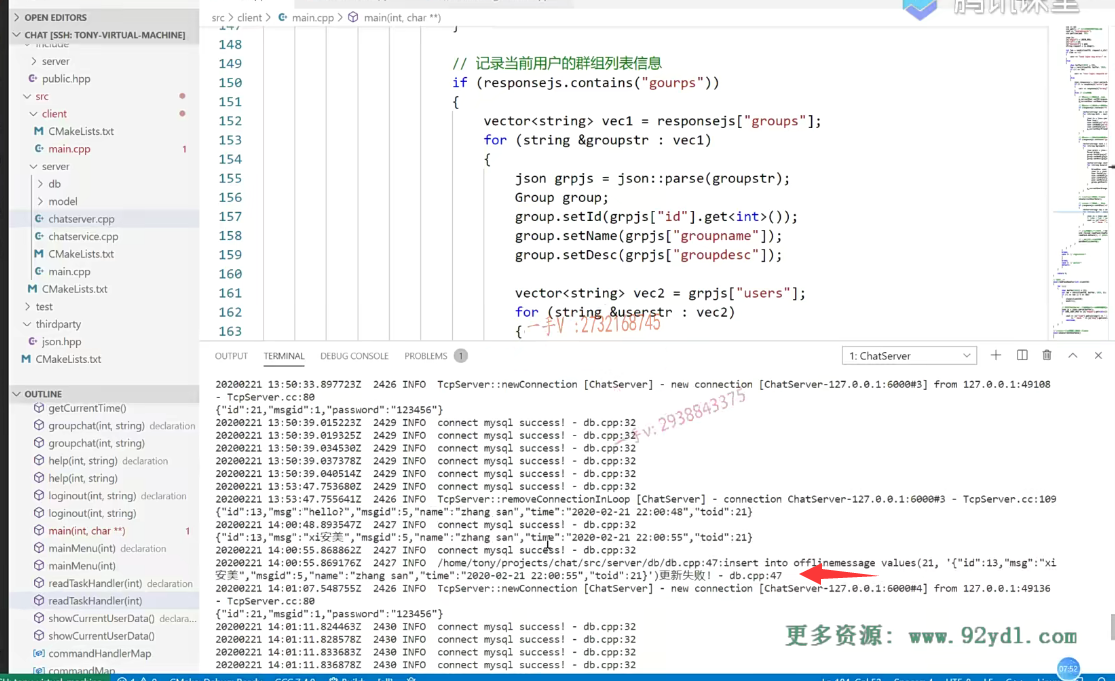 OPEN EDITORS
CHAT [SSH: TONY-VIRTUAL-MACHINE]
include
server
public.hpp
src
client
CMakeLists.txt
main.cpp 1
server
db
model
chatserver.cpp
chatservice.cpp
CMakeLists.txt
main.cpp
CMakeLists.txt
test
thirdparty
json.hpp
CMakeLists.txt
OUTLINE
getCurrentTime()
groupchat(int, string) declaration
groupchat(int, string)
help(int, string) declaration
help(int, string)
loginout(int, string) declaration
loginout(int, string)
main(int, char **) 1
mainMenu(int) declaration
mainMenu(int)
readTaskHandler(int) declaration
readTaskHandler(int)
showCurrentUserData() declara...
showCurrentUserData()
commandHandlerMap
commandMap
src > client > main.cpp > main(int, char **)
腾讯课堂
147 }
148
149 // 记录当前用户的群组列表信息
150 if (responsejs.contains("gourps"))
151 {
152 vector<string> vec1 = responsejs["groups"];
153 for (string &groupstr : vec1)
154 {
155 json grpjs = json::parse(groupstr);
156 Group group;
157 group.setId(grpjs["id"].get<int>());
158 group.setName(grpjs["groupname"]);
159 group.setDesc(grpjs["groupdesc"]);
160
161 vector<string> vec2 = grpjs["users"];
162 for (string &userstr : vec2)
163 {
一手V :2732168745
OUTPUT TERMINAL DEBUG CONSOLE PROBLEMS 1 1: ChatServer
20200221 13:50:33.897723Z 2426 INFO TcpServer::newConnection [ChatServer] - new connection [ChatServer-127.0.0.1:6000#3] from 127.0.0.1:49108
- TcpServer.cc:80
{"id":21,"msgid":1,"password":"123456"}
20200221 13:50:39.015223Z 2429 INFO connect mysql success! - db.cpp:32
20200221 13:50:39.019325Z 2429 INFO connect mysql success! - db.cpp:32
20200221 13:50:39.034530Z 2429 INFO connect mysql success! - db.cpp:32
20200221 13:50:39.037378Z 2429 INFO connect mysql success! - db.cpp:32
20200221 13:50:39.040514Z 2429 INFO connect mysql success! - db.cpp:32
20200221 13:53:47.753680Z 2426 INFO connect mysql success! - db.cpp:32
20200221 13:53:47.755641Z 2426 INFO TcpServer::removeConnectionInLoop [ChatServer] - connection ChatServer-127.0.0.1:6000#3 - TcpServer.cc:109
{"id":13,"msg":"hello?","msgid":5,"name":"zhang san","time":"2020-02-21 22:00:48","toid":21}
20200221 14:00:48.893547Z 2427 INFO connect mysql success! - db.cpp:32
{"id":13,"msg":"xi安芙","msgid":5,"name":"zhang san","time":"2020-02-21 22:00:55","toid":21}
20200221 14:00:55.868862Z 2427 INFO connect mysql success! - db.cpp:32
20200221 14:00:55.869176Z 2427 INFO /home/tony/projects/chat/src/server/db/db.cpp:47:insert into offlinemessage values(21, '{"id":13,"msg":"xi
安芙","msgid":5,"name":"zhang san","time":"2020-02-21 22:00:55","toid":21}')更新失败! - db.cpp:47
20200221 14:01:07.548755Z 2426 INFO TcpServer::newConnection [ChatServer] - new connection [ChatServer-127.0.0.1:6000#4] from 127.0.0.1:49136
- TcpServer.cc:80
{"id":21,"msgid":1,"password":"123456"}
20200221 14:01:11.824463Z 2430 INFO connect mysql success! - db.cpp:32
20200221 14:01:11.828578Z 2430 INFO connect mysql success! - db.cpp:32
20200221 14:01:11.833683Z 2430 INFO connect mysql success! - db.cpp:32
20200221 14:01:11.836878Z 2430 INFO connect mysql success! - db.cpp:32
一手v: 2938843375
更多资源: www.92yd1.com
07:52